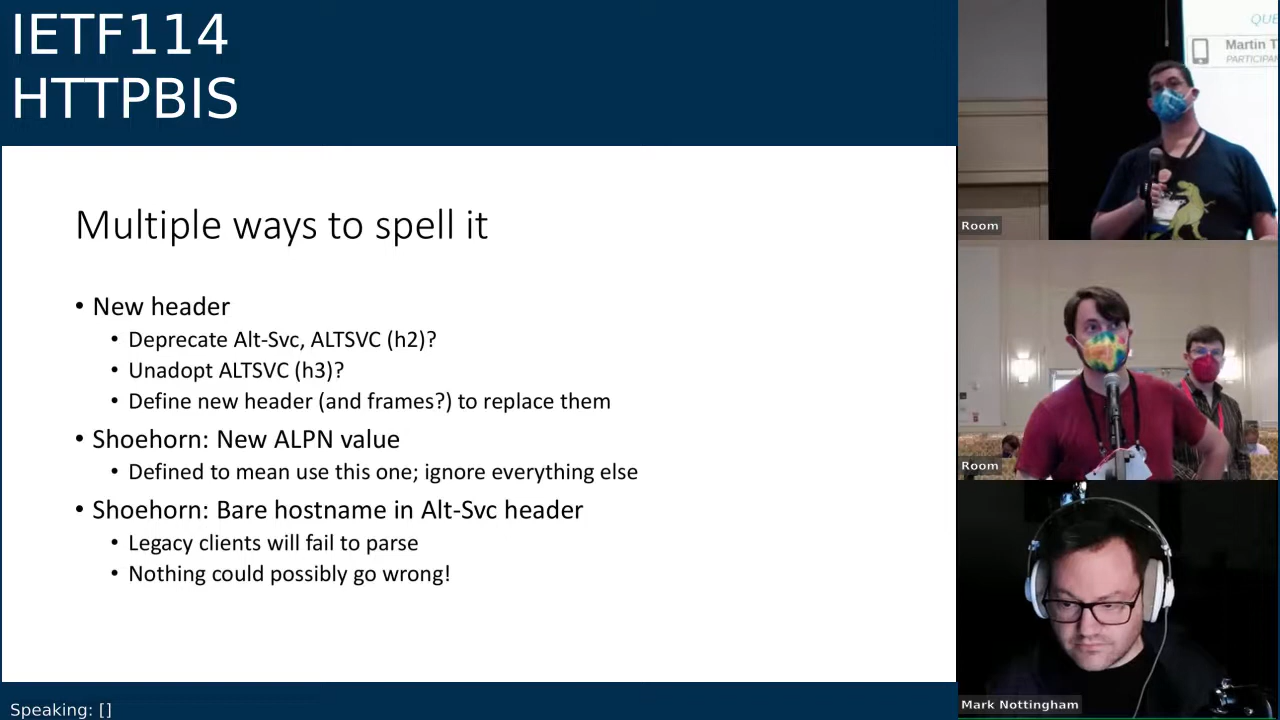 IETF114
HTTPBIS
Multiple ways to spell it
• New header
• Deprecate Alt-Svc, ALTSVC (h2)?
• Unadopt ALTSVC (h3)?
• Define new header (and frames?) to replace them
• Shoehorn: New ALPN value
• Defined to mean use this one; ignore everything else
• Shoehorn: Bare hostname in Alt-Svc header
• Legacy clients will fail to parse
• Nothing could possibly go wrong!
Speaking: []
Martin
Room
Room
Mark Nottingham